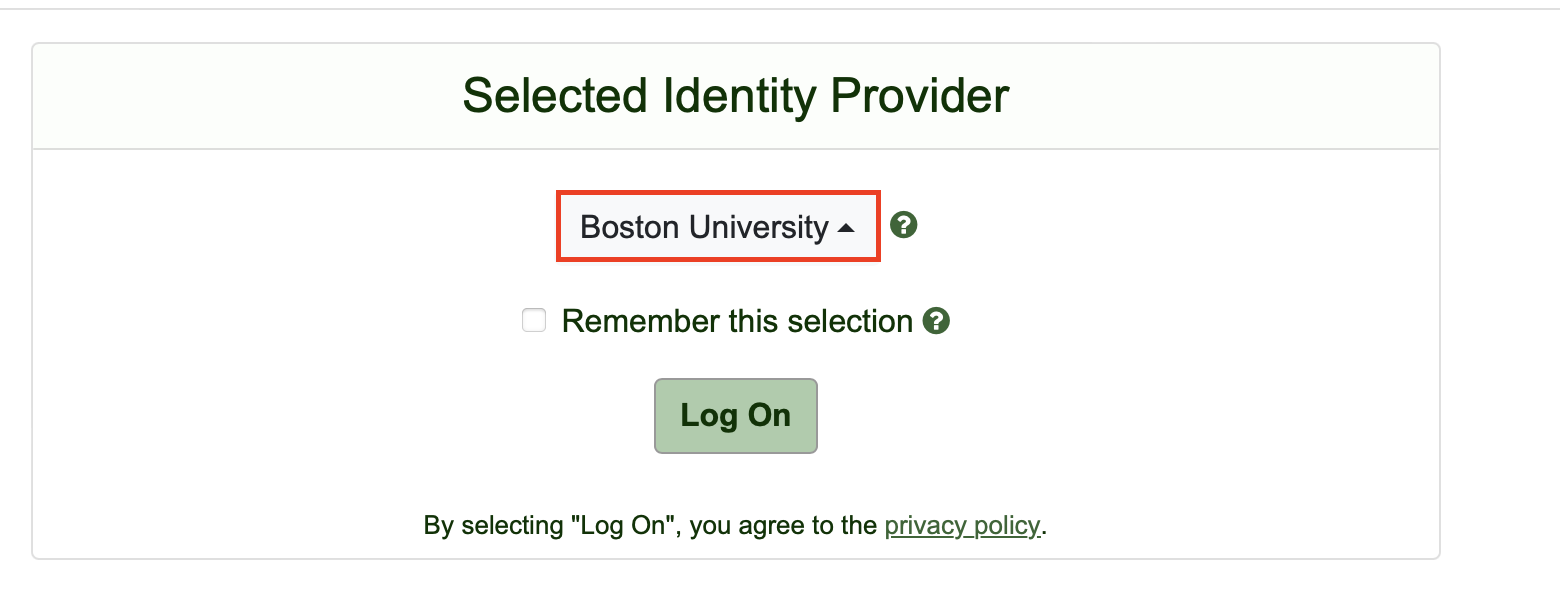 Selected Identity Provider
Boston University
Remember this selection
Log On
By selecting "Log On", you agree to the privacy policy.